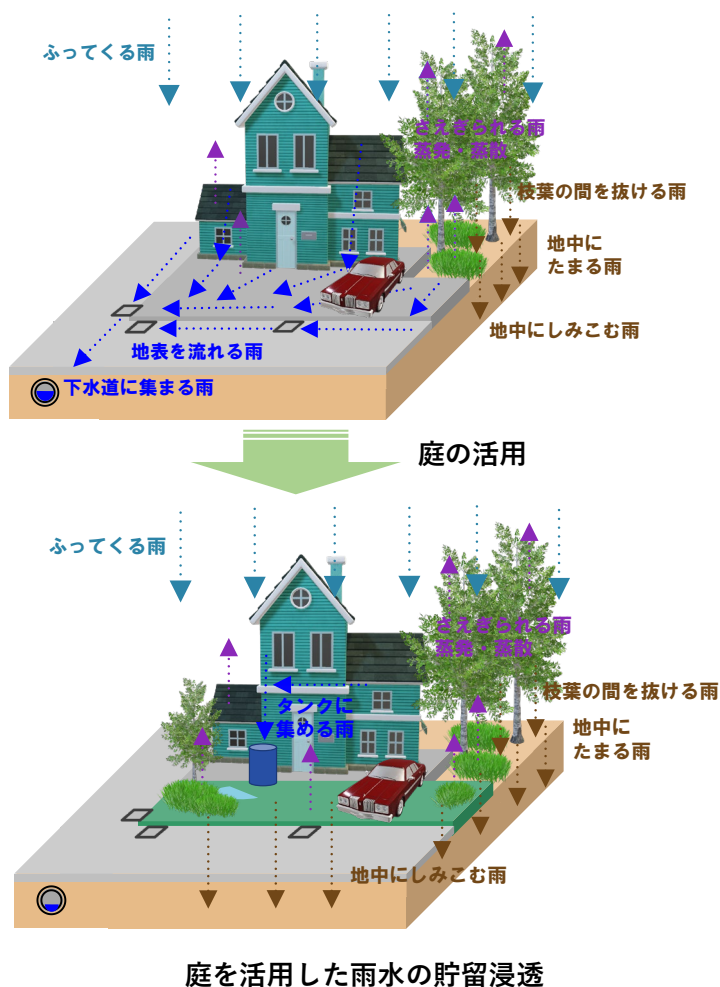 ふってくる雨
さえぎられる雨
蒸発・蒸散
枝葉の間を抜ける雨
地中に
たまる雨
地中にしみこむ雨
地表を流れる雨
下水道に集まる雨
庭の活用
ふってくる雨
さえぎられる雨
蒸発・蒸散
枝葉の間を抜ける雨
タンクに
集める雨
地中に
たまる雨
地中にしみこむ雨
庭を活用した雨水の貯留浸透